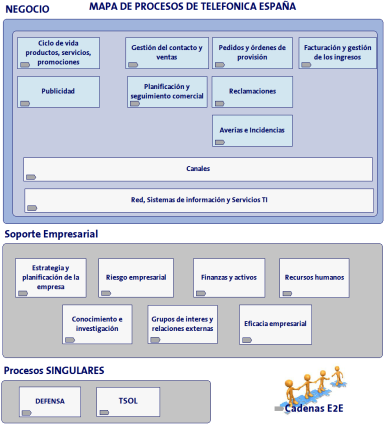 MAPA DE PROCESOS DE TELEFONICA ESPAÑA
NEGOCIO
Ciclo de vida
productos, servicios,
promociones
Gestión del contacto y
ventas
Pedidos y órdenes de
provisión
Facturación y gestión
de los ingresos
Publicidad
Planificación y
seguimiento comercial
Reclamaciones
Averías e Incidencias
Canales
Red, Sistemas de información y Servicios TI
Soporte Empresarial
Estrategia y
planificación de la
empresa
Riesgo empresarial
Finanzas y activos
Recursos humanos
Conocimiento e
investigación
Grupos de interes y
relaciones externas
Eficacia empresarial
Procesos SINGULARES
DEFENSA
TSOL
Cadenas E2E